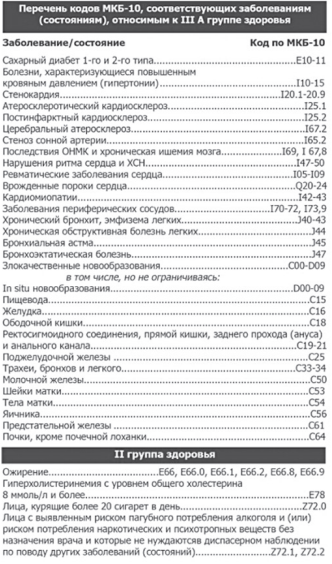 Перечень кодов МКБ-10, соответствующих заболеваниям
(состояниям), относимым к III А группе здоровья
Заболевание/состояние Код по МКБ-10
Сахарный диабет 1-го и 2-го типа...E10-11
Болезни, характеризующиеся повышенным
кровяным давлением (гипертонии)...I10-15
Стенокардия...I20.1-20.9
Атеросклеротический кардиосклероз...I25.1
Постинфарктный кардиосклероз...I25.2
Церебральный атеросклероз...I67.2
Стеноз сонной артерии...I65.2
Последствия ОНМК и хроническая ишемия мозга...I69, I 67,8
Нарушения ритма сердца и ХСН...I47-50
Ревматические заболевания сердца...I05-I09
Врожденные пороки сердца...Q20-24
Кардиомиопатии...I42-43
Заболевания периферических сосудов...I70-72, I73,9
Хронический бронхит, эмфизема легких...J40-43
Хроническая обструктивная болезнь легких...J44
Бронхиальная астма...J45
Бронхоэктатическая болезнь...J47
Злокачественные новообразования...C00-D09
в том числе, но не ограничиваясь:
In situ новообразования...D00-09
Пищевода...C15
Желудка...C16
Ободочной кишки...C18
Ректосигмоидного соединения, прямой кишки, заднего прохода (ануса)
и анального канала...C19-21
Поджелудочной железы...C25
Трахеи, бронхов и легкого...C33-34
Молочной железы...C50
Шейки матки...C53
Тела матки...C54
Яичника...C56
Предстательной железы...C61
Почки, кроме почечной лоханки...C64
II группа здоровья
Ожирение...E66, E66.0, E66.1, E66.2, E66.8, E66.9
Гиперхолистеринемия с уровнем общего холестерина
8 ммоль/л и более...E78
Лица, курящие более 20 сигарет в день...Z72.0
Лица с выявленным риском пагубного потребления алкоголя и (или)
риском потребления наркотических и психотропных веществ без
назначения врача и которые не нуждаются в диспансерном наблюдении
по поводу других заболеваний (состояний)...Z72.1, Z72.2